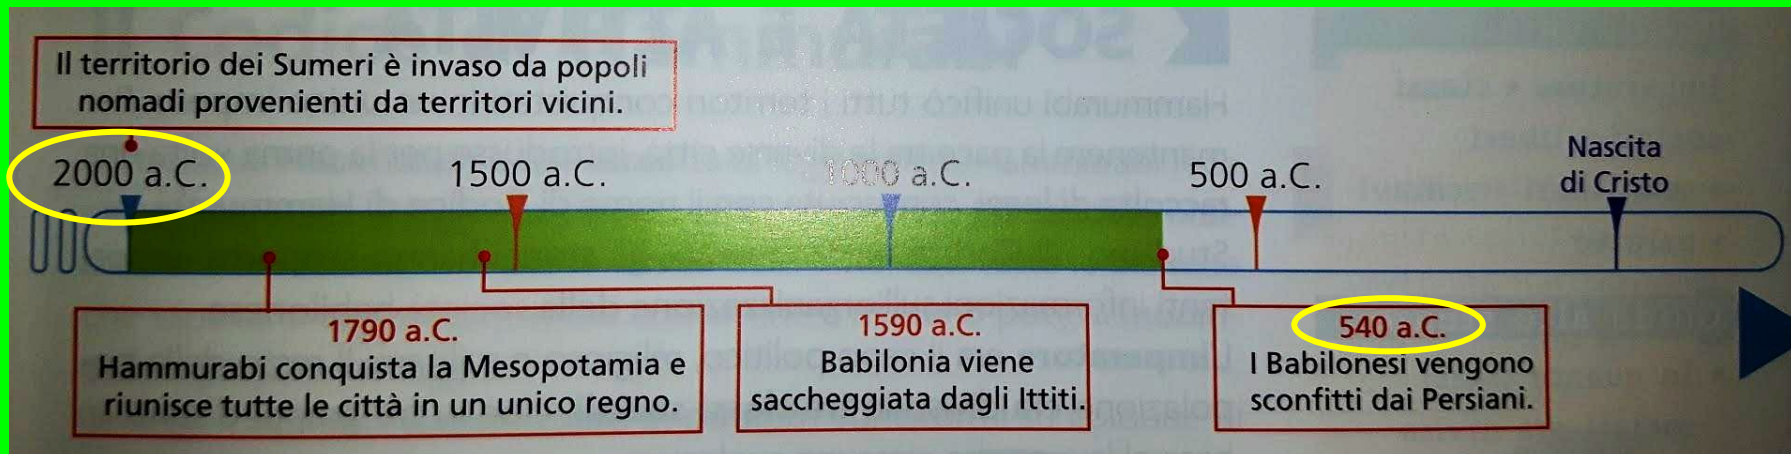 Il territorio dei Sumeri è invaso da popoli
nomadi provenienti da territori vicini.
2000 a.C.
1500 a.C.
1000 a.C.
500 a.C.
Nascita
di Cristo
1790 a.C.
Hammurabi conquista la Mesopotamia e
riunisce tutte le città in un unico regno.
1590 a.C.
Babilonia viene
saccheggiata dagli Ittiti.
540 a.C.
I Babilonesi vengono
sconfitti dai Persiani.